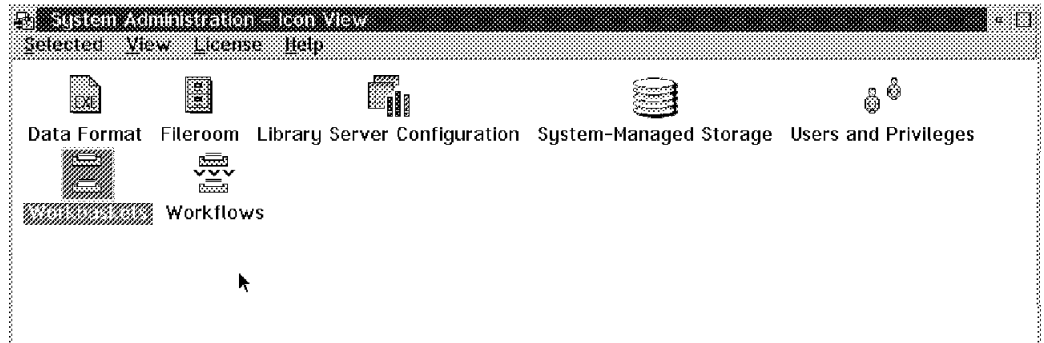 System Administration - Icon View
Selected View License Help
EXE
Data Format Fileroom Library Server Configuration System-Managed Storage Users and Privileges
Workbaskets Workflows